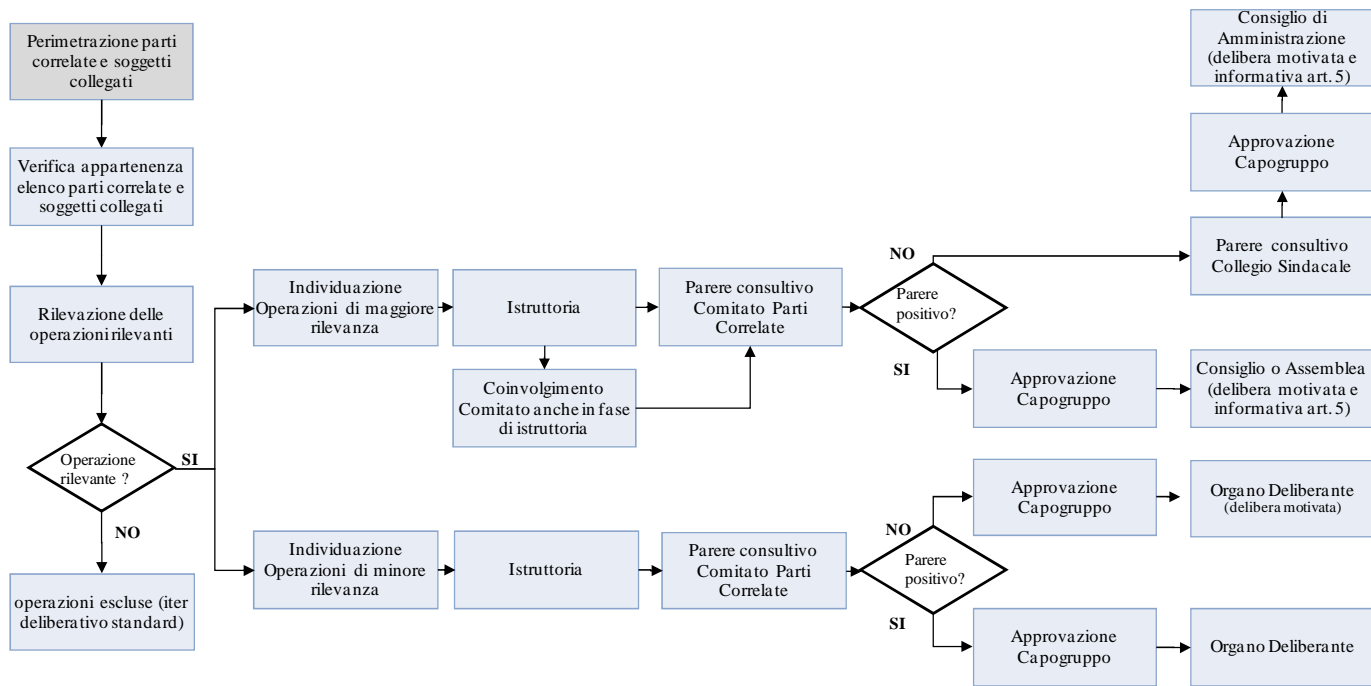 Perimetrazione parti
correlate e soggetti
collegati
Verifica appartenenza
elenco parti correlate e
soggetti collegati
Rilevazione delle
operazioni rilevanti
Operazione
rilevante ?
SI
NO
operazioni escluse (iter
deliberativo standard)
Individuazione
Operazioni di maggiore
rilevanza
Istruttoria
Coinvolgimento
Comitato anche in fase
di istruttoria
Parere consultivo
Comitato Parti
Correlate
Parere
positivo?
NO
SI
Parere consultivo
Collegio Sindacale
Approvazione
Capogruppo
Consiglio di
Amministrazione
(delibera motivata e
informativa art. 5)
Approvazione
Capogruppo
Consiglio o Assemblea
(delibera motivata e
informativa art. 5)
Individuazione
Operazioni di minore
rilevanza
Istruttoria
Parere consultivo
Comitato Parti
Correlate
Parere
positivo?
NO
SI
Approvazione
Capogruppo
Organo Deliberante
(delibera motivata)
Approvazione
Capogruppo
Organo Deliberante